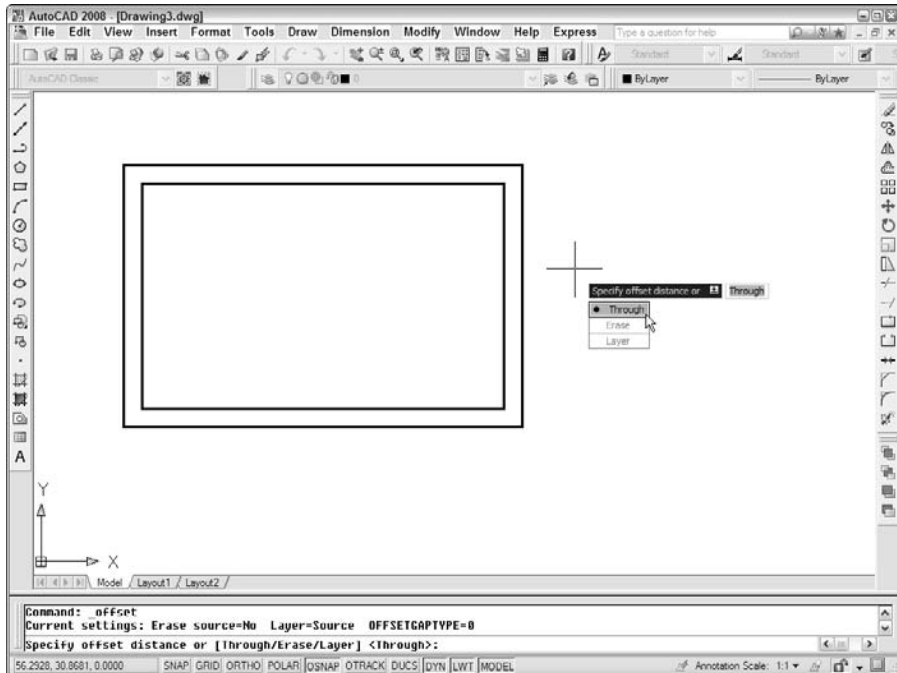 AutoCAD 2008 - [Drawing3.dwg]
File Edit View Insert Format Tools Draw Dimension Modify Window Help Express Type a question for help
Standard Standard
AutoCAD Classic 0 ByLayer ByLayer
Specify offset distance or Through
Through
Erase
Layer
A
Y
X
Model Layout1 Layout2
Command: _offset
Current settings: Erase source=No Layer=Source OFFSETGAPTYPE=0
Specify offset distance or [Through/Erase/Layer] <Through>:
56.2928, 30.8681, 0.0000 SNAP GRID ORTHO POLAR OSNAP OTRACK DUCS DYN LWT MODEL Annotation Scale: 1:1